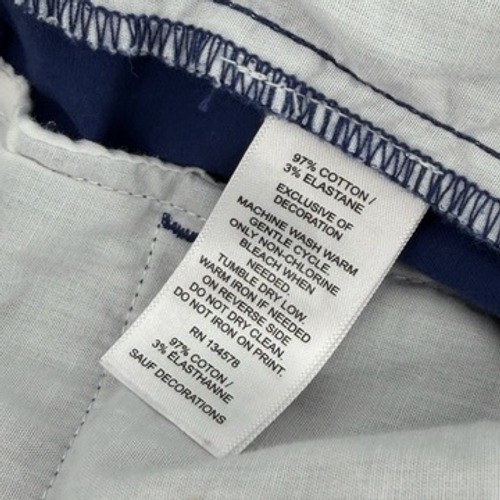 97% COTTON /
3% ELASTANE
EXCLUSIVE OF
DECORATION
MACHINE WASH WARM
GENTLE CYCLE.
ONLY NON-CHLORINE
BLEACH WHEN
NEEDED.
TUMBLE DRY LOW.
WARM IRON IF NEEDED
ON REVERSE SIDE
DO NOT DRY CLEAN.
DO NOT IRON ON PRINT.
RN 134578
97% COTON /
3% ÉLASTHANNE
SAUF DECORATIONS